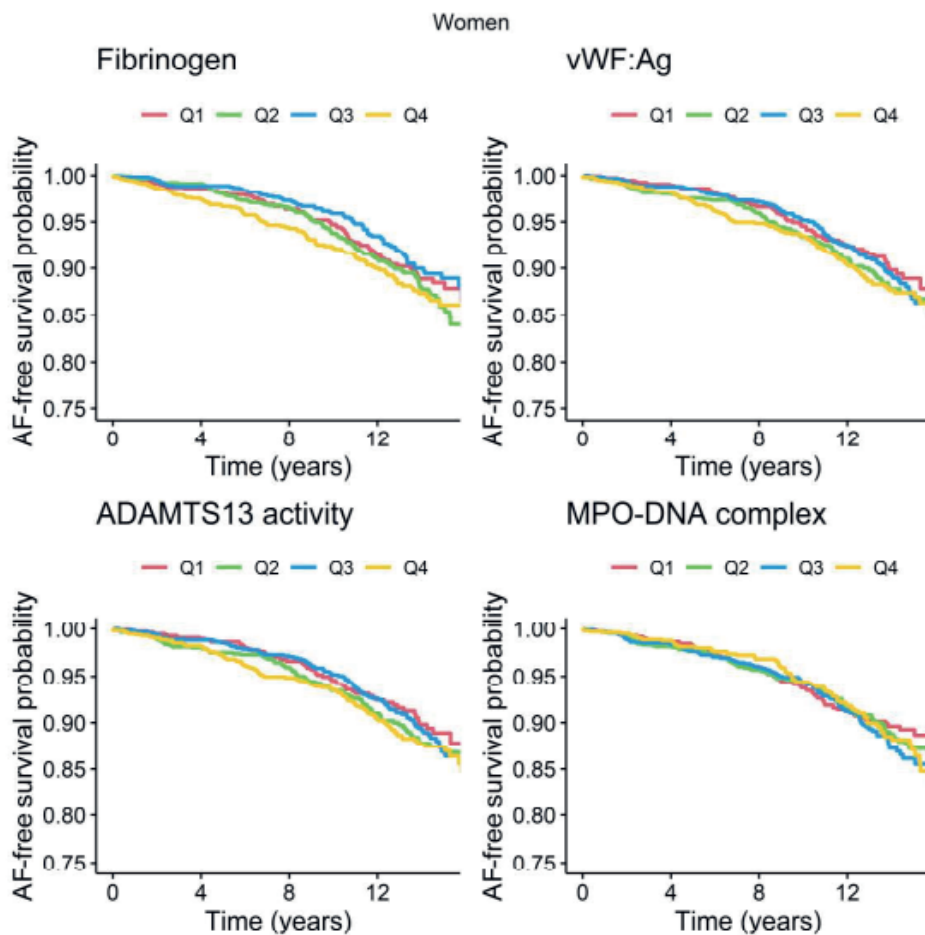 Women
Fibrinogen
Q1 Q2 Q3 Q4
AF-free survival probability
1.00
0.95
0.90
0.85
0.80
0.75
0 4 8 12
Time (years)
vWF:Ag
Q1 Q2 Q3 Q4
AF-free survival probability
1.00
0.95
0.90
0.85
0.80
0.75
0 4 8 12
Time (years)
ADAMTS13 activity
Q1 Q2 Q3 Q4
AF-free survival probability
1.00
0.95
0.90
0.85
0.80
0.75
0 4 8 12
Time (years)
MPO-DNA complex
Q1 Q2 Q3 Q4
AF-free survival probability
1.00
0.95
0.90
0.85
0.80
0.75
0 4 8 12
Time (years)